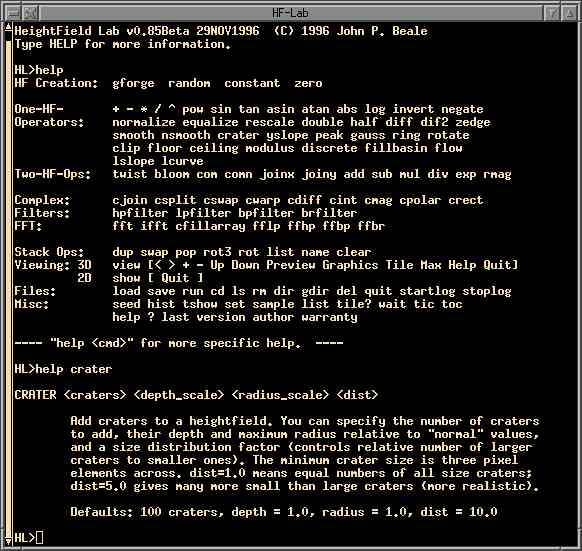 HF-Lab
HeightField Lab v0.85Beta 29NOV1996 (C) 1996 John P. Beale
Type HELP for more information.
HL>help
HF Creation: gforge random constant zero
One-HF- + - * / ^ pow sin tan asin atan abs log invert negate
Operators: normalize equalize rescale double half diff dif2 zedge
smooth nsmooth crater yslope peak gauss ring rotate
clip floor ceiling modulus discrete fillbasin flow
lslope lcurve
Two-HF-Ops: twist bloom com comn joinx joiny add sub mul div exp rmag
Complex: cjoin csplit cswap cwarp cdiff cint cmag cpolar crect
Filters: hpfilter lpfilter bpfilter brfilter
FFT: fft ifft cfillarray fflp ffhp ffbp ffbr
Stack Ops: dup swap pop rot3 rot list name clear
Viewing: 3D view [< > + - Up Down Preview Graphics Tile Max Help Quit]
2D show [ Quit ]
Files: load save run cd ls rm dir gdir del quit startlog stoplog
Misc: seed hist tshow set sample list tile? wait tic toc
help ? last version author warranty
---- "help <cmd>" for more specific help. ----
HL>help crater
CRATER <craters> <depth_scale> <radius_scale> <dist>
Add craters to a heightfield. You can specify the number of craters
to add, their depth and maximum radius relative to "normal" values,
and a size distribution factor (controls relative number of larger
craters to smaller ones). The minimum crater size is three pixel
elements across. dist=1.0 means equal numbers of all size craters;
dist=5.0 gives many more small than large craters (more realistic).
Defaults: 100 craters, depth = 1.0, radius = 1.0, dist = 10.0
HL>